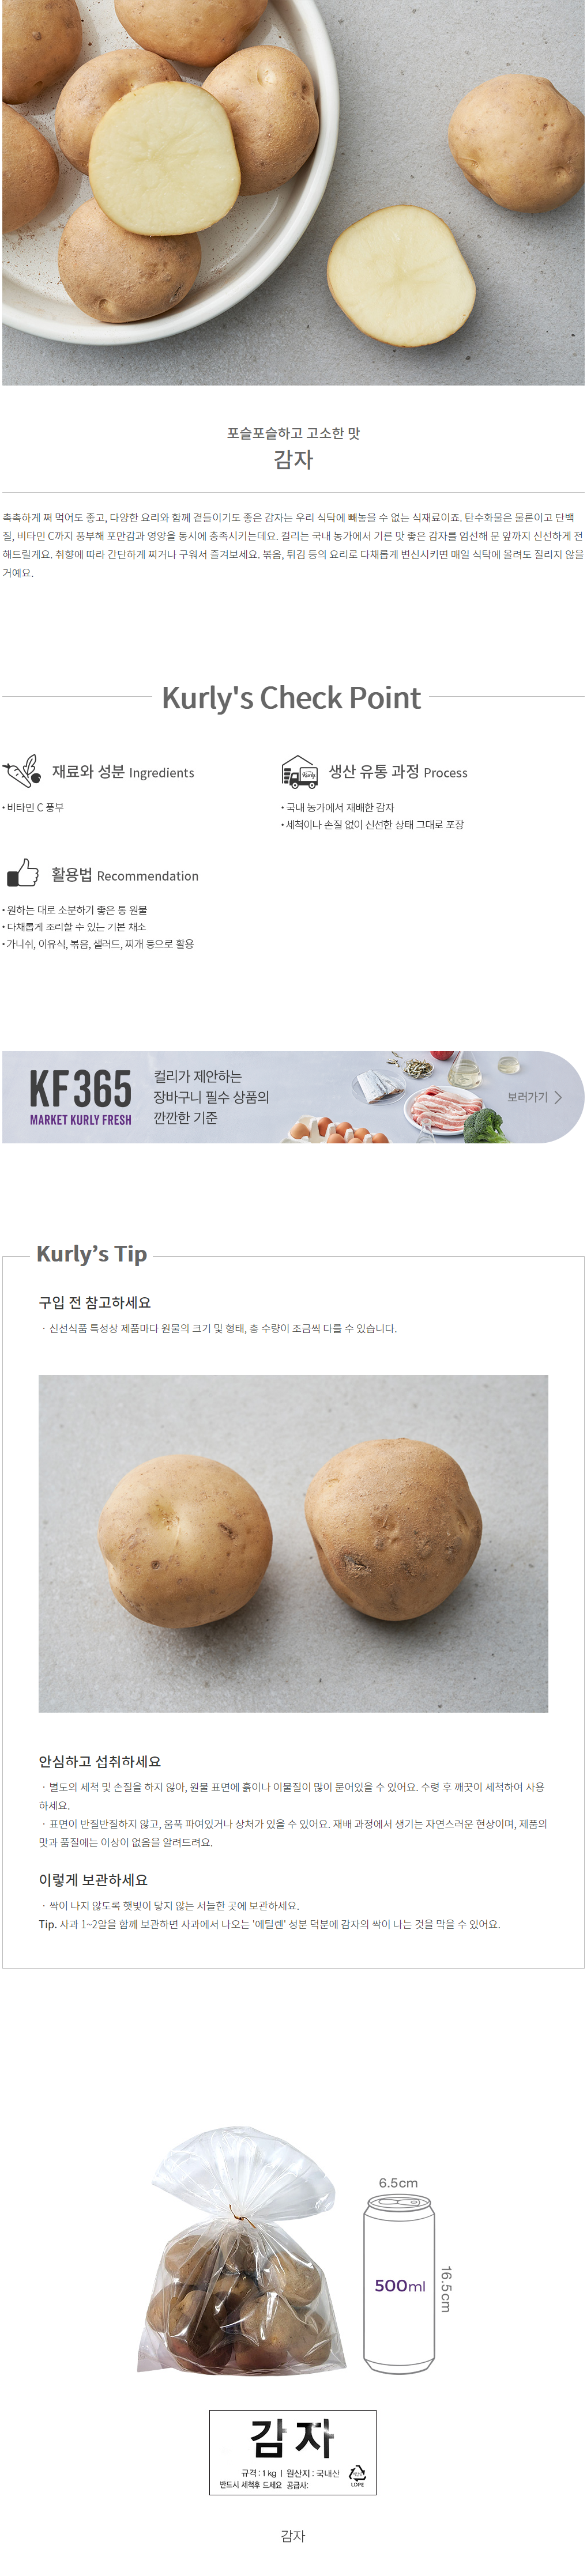 포슬포슬하고 고소한 맛
감자
촉촉하게 쪄 먹어도 좋고, 다양한 요리와 함께 곁들이기도 좋은 감자는 우리 식탁에 빼놓을 수 없는 식재료이죠. 탄수화물은 물론이고 단백
질, 비타민 C까지 풍부해 포만감과 영양을 동시에 충족시키는데요. 컬리는 국내 농가에서 기른 맛 좋은 감자를 엄선해 문 앞까지 신선하게 전
해드릴게요. 취향에 따라 간단하게 찌거나 구워서 즐겨보세요. 볶음, 튀김 등의 요리로 다채롭게 변신시키면 매일 식탁에 올려도 질리지 않을
거예요.
Kurly's Check Point
재료와 성분 Ingredients
• 비타민 C 풍부
생산 유통 과정 Process
• 국내 농가에서 재배한 감자
• 세척이나 손질 없이 신선한 상태 그대로 포장
활용법 Recommendation
• 원하는 대로 소분하기 좋은 통 원물
• 다채롭게 조리할 수 있는 기본 채소
• 가니쉬, 이유식, 볶음, 샐러드, 찌개 등으로 활용
KF365
MARKET KURLY FRESH
컬리가 제안하는
장바구니 필수 상품의
깐깐한 기준
보러가기
Kurly's Tip
구입 전 참고하세요
· 신선식품 특성상 제품마다 원물의 크기 및 형태, 총 수량이 조금씩 다를 수 있습니다.
안심하고 섭취하세요
· 별도의 세척 및 손질을 하지 않아, 원물 표면에 흙이나 이물질이 많이 묻어있을 수 있어요. 수령 후 깨끗이 세척하여 사용
하세요.
· 표면이 반질반질하지 않고, 움푹 파여있거나 상처가 있을 수 있어요. 재배 과정에서 생기는 자연스러운 현상이며, 제품의
맛과 품질에는 이상이 없음을 알려드려요.
이렇게 보관하세요
· 싹이 나지 않도록 햇빛이 닿지 않는 서늘한 곳에 보관하세요.
Tip. 사과 1~2알을 함께 보관하면 사과에서 나오는 '에틸렌' 성분 덕분에 감자의 싹이 나는 것을 막을 수 있어요.
6.5cm
500ml
16.5cm
감자
규격 : 1 kg | 원산지 : 국내산
반드시 세척후 드세요 공급사:
LDPE
감자